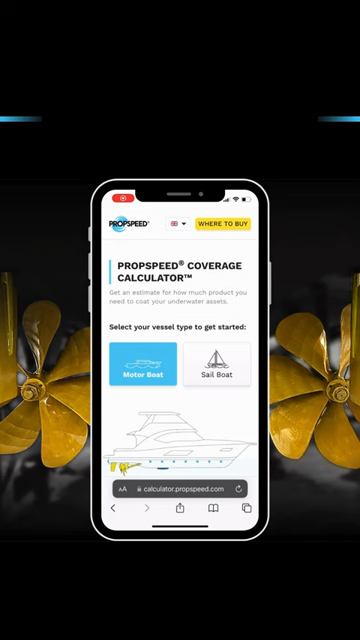 PROPSPEED®
WHERE TO BUY
PROPSPEED® COVERAGE
CALCULATOR™
Get an estimate for how much product you
need to coat your underwater assets.
Select your vessel type to get started:
Motor Boat
Sail Boat
AA
calculator.propspeed.com